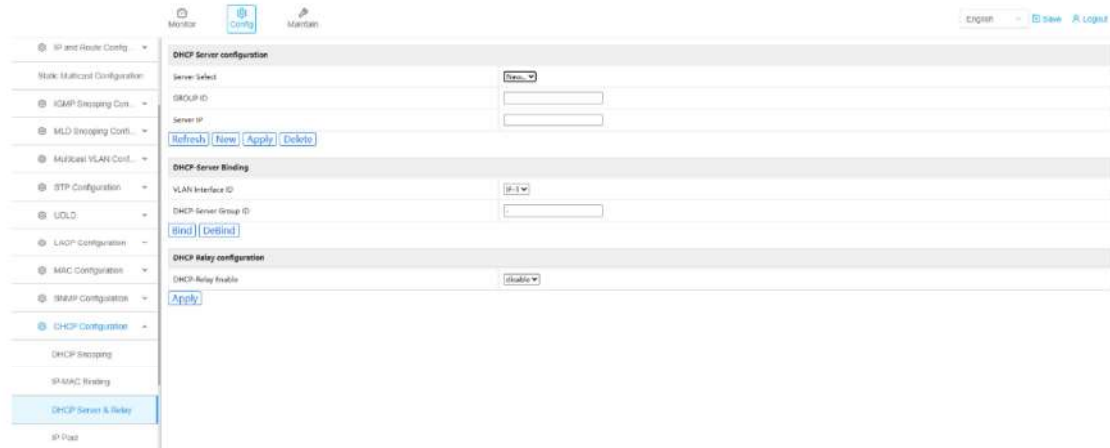 Monitor
Config
Maintain
English
Save
Logout
IP and Route Config...
Static Multicast Configuration
IGMP Snooping Con...
MLD Snooping Confi...
Multicast VLAN Conf...
STP Configuration
UDLD
LACP Configuration
MAC Configuration
SNMP Configuration
DHCP Configuration
DHCP Snooping
IP-MAC Binding
DHCP Server & Relay
IP Pool
DHCP Server configuration
Server Select
New..
GROUP ID
Server IP
Refresh New Apply Delete
DHCP-Server Binding
VLAN Interface ID
IF-1
DHCP-Server Group ID
-
Bind DeBind
DHCP Relay configuration
DHCP-Relay Enable
disable
Apply